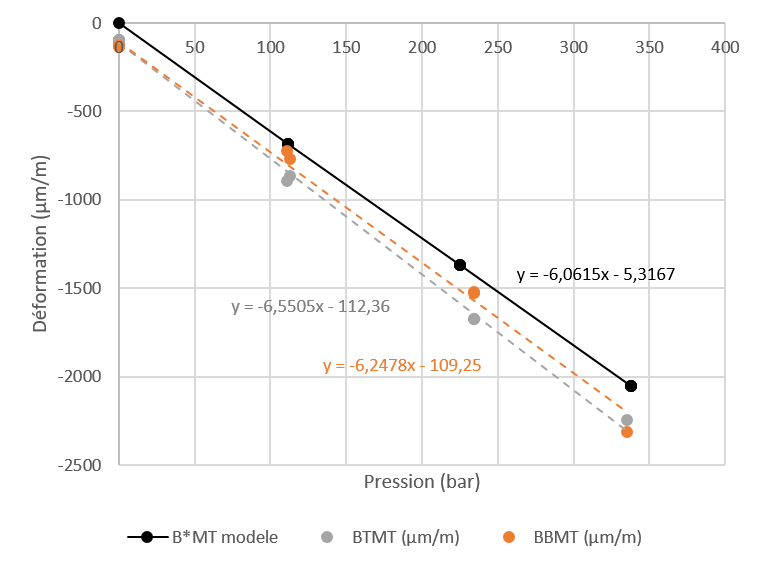 0
0 50 100 150 200 250 300 350 400
-500
-1000
-1500
-2000
-2500
Déformation (µm/m)
y = -6,0615x - 5,3167
y = -6,5505x - 112,36
y = -6,2478x - 109,25
Pression (bar)
B*MT modele BTMT (µm/m) BBMT (µm/m)